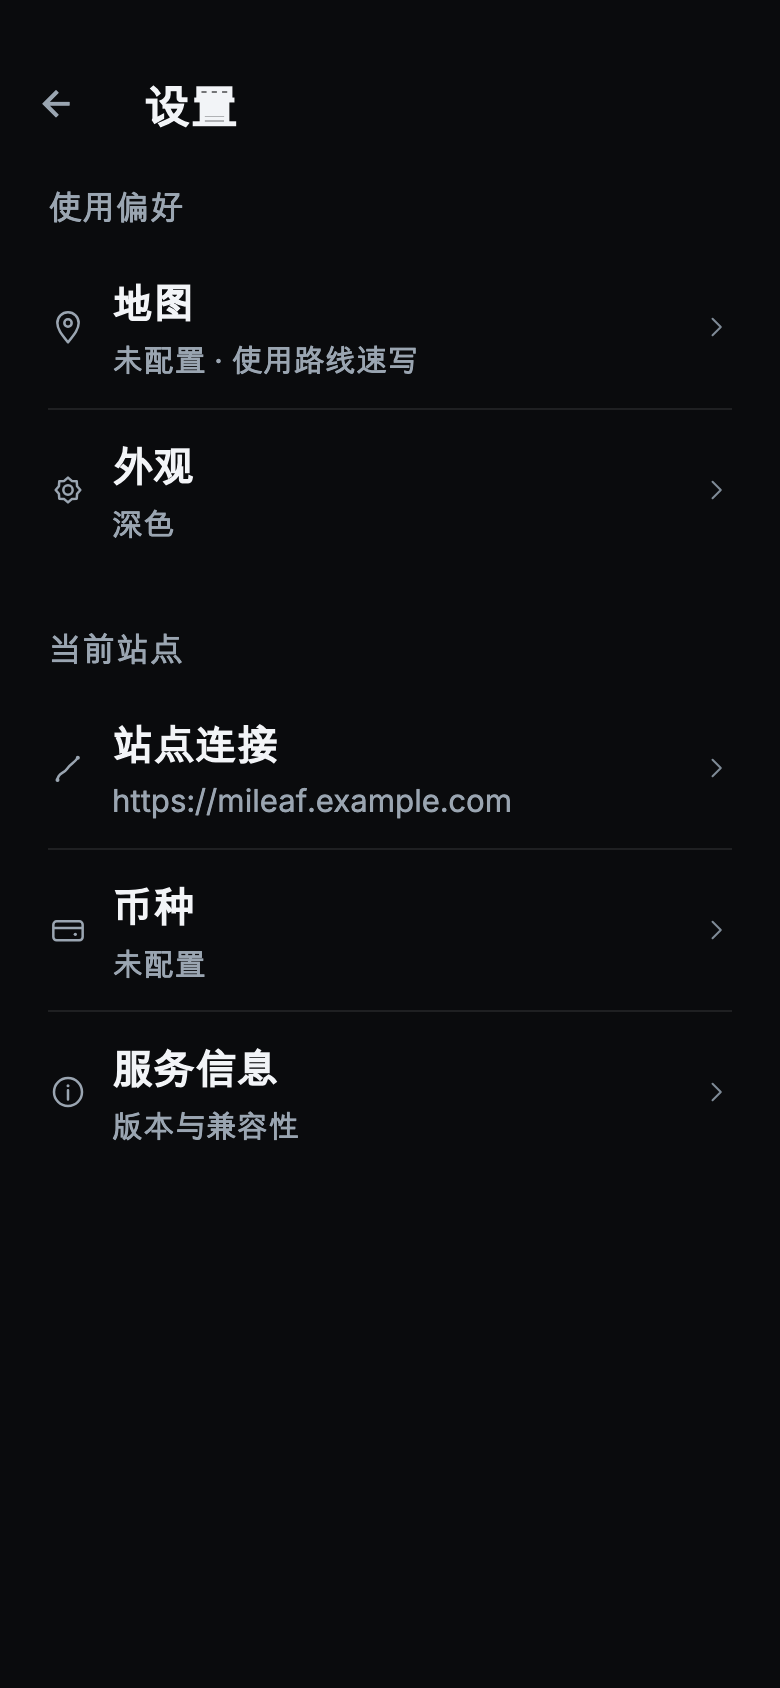 设置
使用偏好
地图
未配置 · 使用路线速写
外观
深色
当前站点
站点连接
https://mileaf.example.com
币种
未配置
服务信息
版本与兼容性